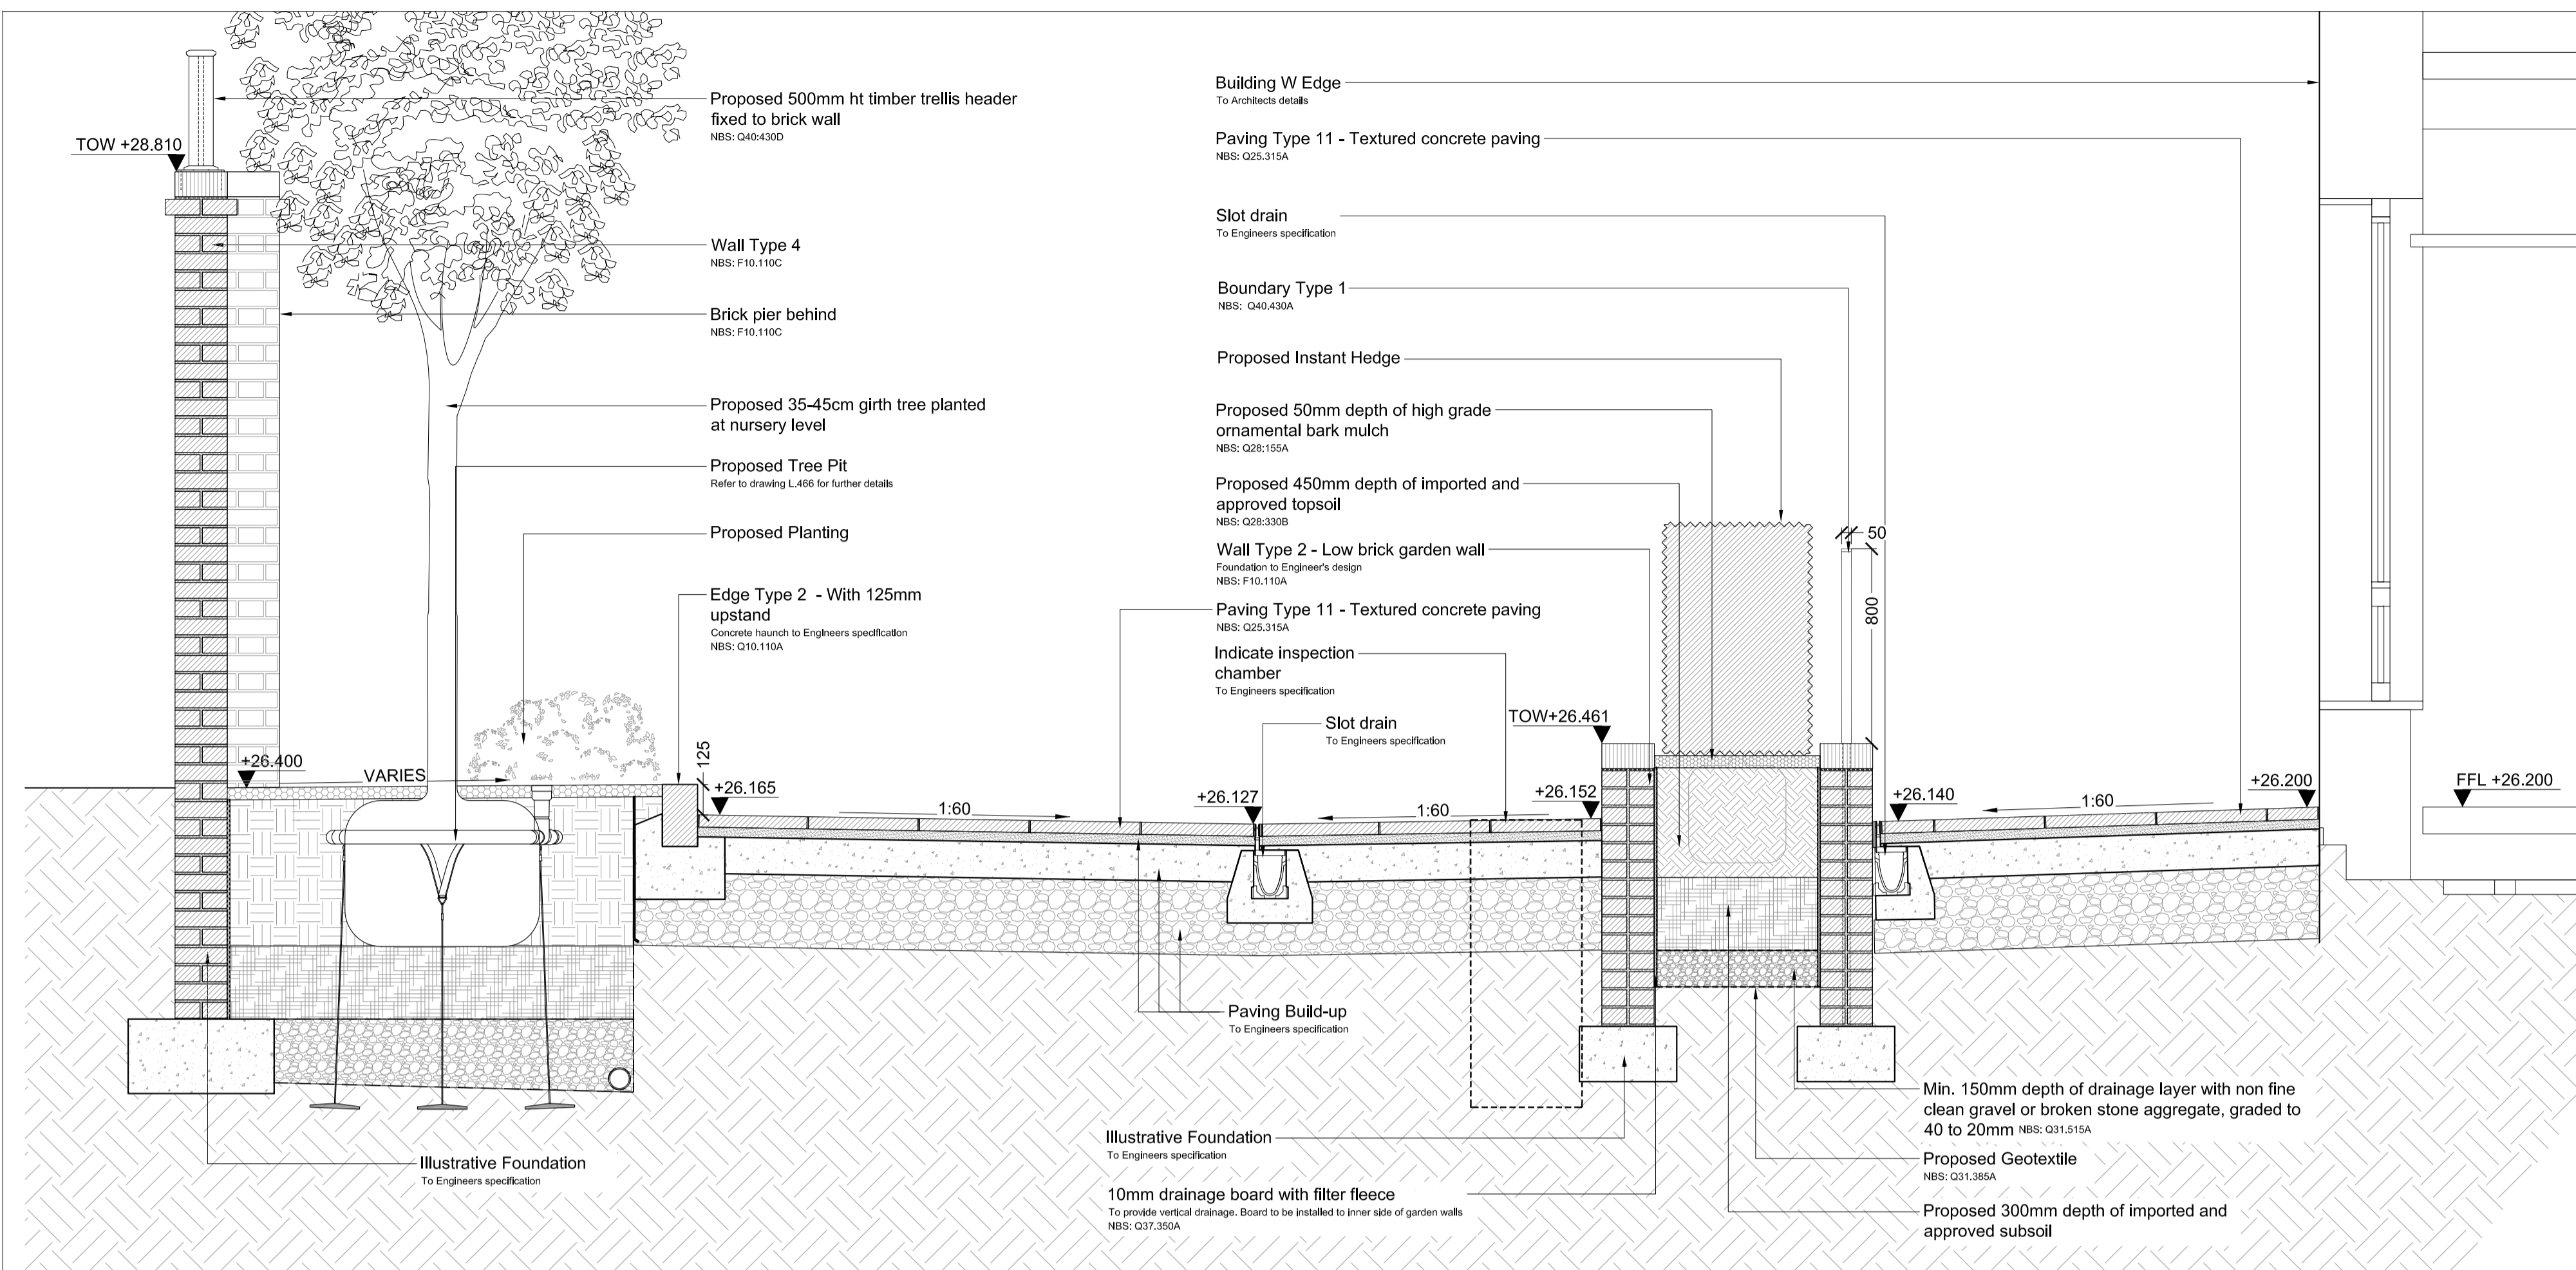 Proposed 500mm ht timber trellis header
fixed to brick wall
NBS: Q40:430D
TOW +28.810
Wall Type 4
NBS: F10.110C
Brick pier behind
NBS: F10.110C
Proposed 35-45cm girth tree planted
at nursery level
Proposed Tree Pit
Refer to drawing L.466 for further details
Proposed Planting
Edge Type 2 - With 125mm
upstand
Concrete haunch to Engineers specification
NBS: Q10.110A
+26.400
VARIES
125
+26.165
1:60
+26.127
1:60
+26.152
Building W Edge
To Architects details
Paving Type 11 - Textured concrete paving
NBS: Q25.315A
Slot drain
To Engineers specification
Boundary Type 1
NBS: Q40.430A
Proposed Instant Hedge
Proposed 50mm depth of high grade
ornamental bark mulch
NBS: Q28:155A
Proposed 450mm depth of imported and
approved topsoil
NBS: Q28:330B
Wall Type 2 - Low brick garden wall
Foundation to Engineer's design
NBS: F10.110A
Paving Type 11 - Textured concrete paving
NBS: Q25.315A
Indicate inspection
chamber
To Engineers specification
Slot drain
To Engineers specification
TOW+26.461
50
800
+26.140
1:60
+26.200
FFL +26.200
Paving Build-up
To Engineers specification
Illustrative Foundation
To Engineers specification
Illustrative Foundation
To Engineers specification
10mm drainage board with filter fleece
To provide vertical drainage. Board to be installed to inner side of garden walls
NBS: Q37.350A
Min. 150mm depth of drainage layer with non fine
clean gravel or broken stone aggregate, graded to
40 to 20mm NBS: Q31.515A
Proposed Geotextile
NBS: Q31.385A
Proposed 300mm depth of imported and
approved subsoil